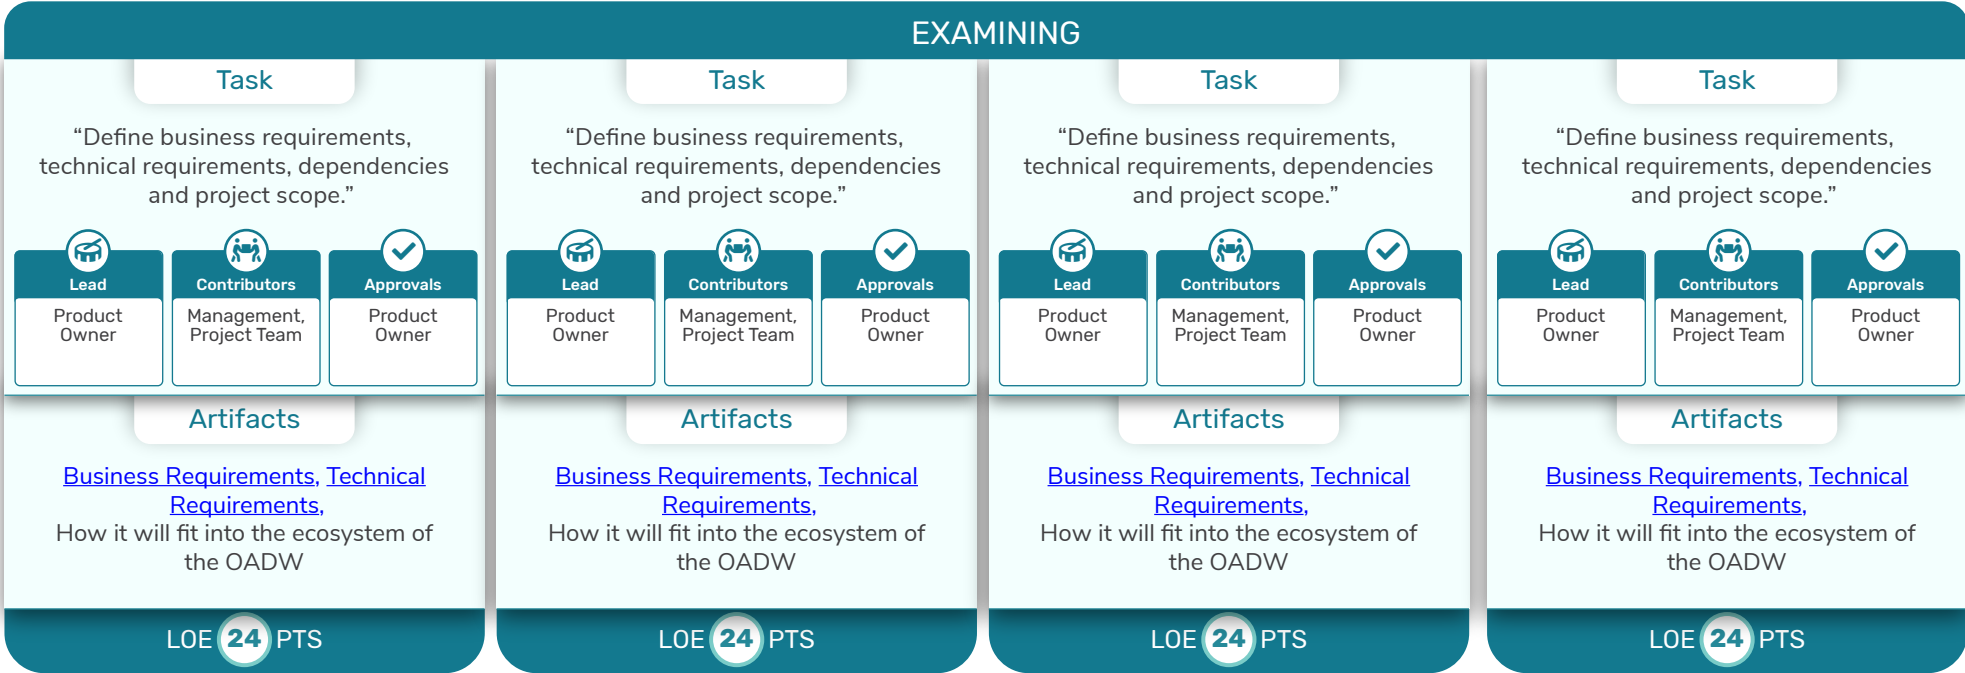 EXAMINING
Task
“Define business requirements,
technical requirements, dependencies
and project scope.”
Lead
Contributors
Approvals
Product
Owner
Management,
Project Team
Product
Owner
Artifacts
Business Requirements, Technical
Requirements,
How it will fit into the ecosystem of
the OADW
LOE 24 PTS
Task
“Define business requirements,
technical requirements, dependencies
and project scope.”
Lead
Contributors
Approvals
Product
Owner
Management,
Project Team
Product
Owner
Artifacts
Business Requirements, Technical
Requirements,
How it will fit into the ecosystem of
the OADW
LOE 24 PTS
Task
“Define business requirements,
technical requirements, dependencies
and project scope.”
Lead
Contributors
Approvals
Product
Owner
Management,
Project Team
Product
Owner
Artifacts
Business Requirements, Technical
Requirements,
How it will fit into the ecosystem of
the OADW
LOE 24 PTS
Task
“Define business requirements,
technical requirements, dependencies
and project scope.”
Lead
Contributors
Approvals
Product
Owner
Management,
Project Team
Product
Owner
Artifacts
Business Requirements, Technical
Requirements,
How it will fit into the ecosystem of
the OADW
LOE 24 PTS